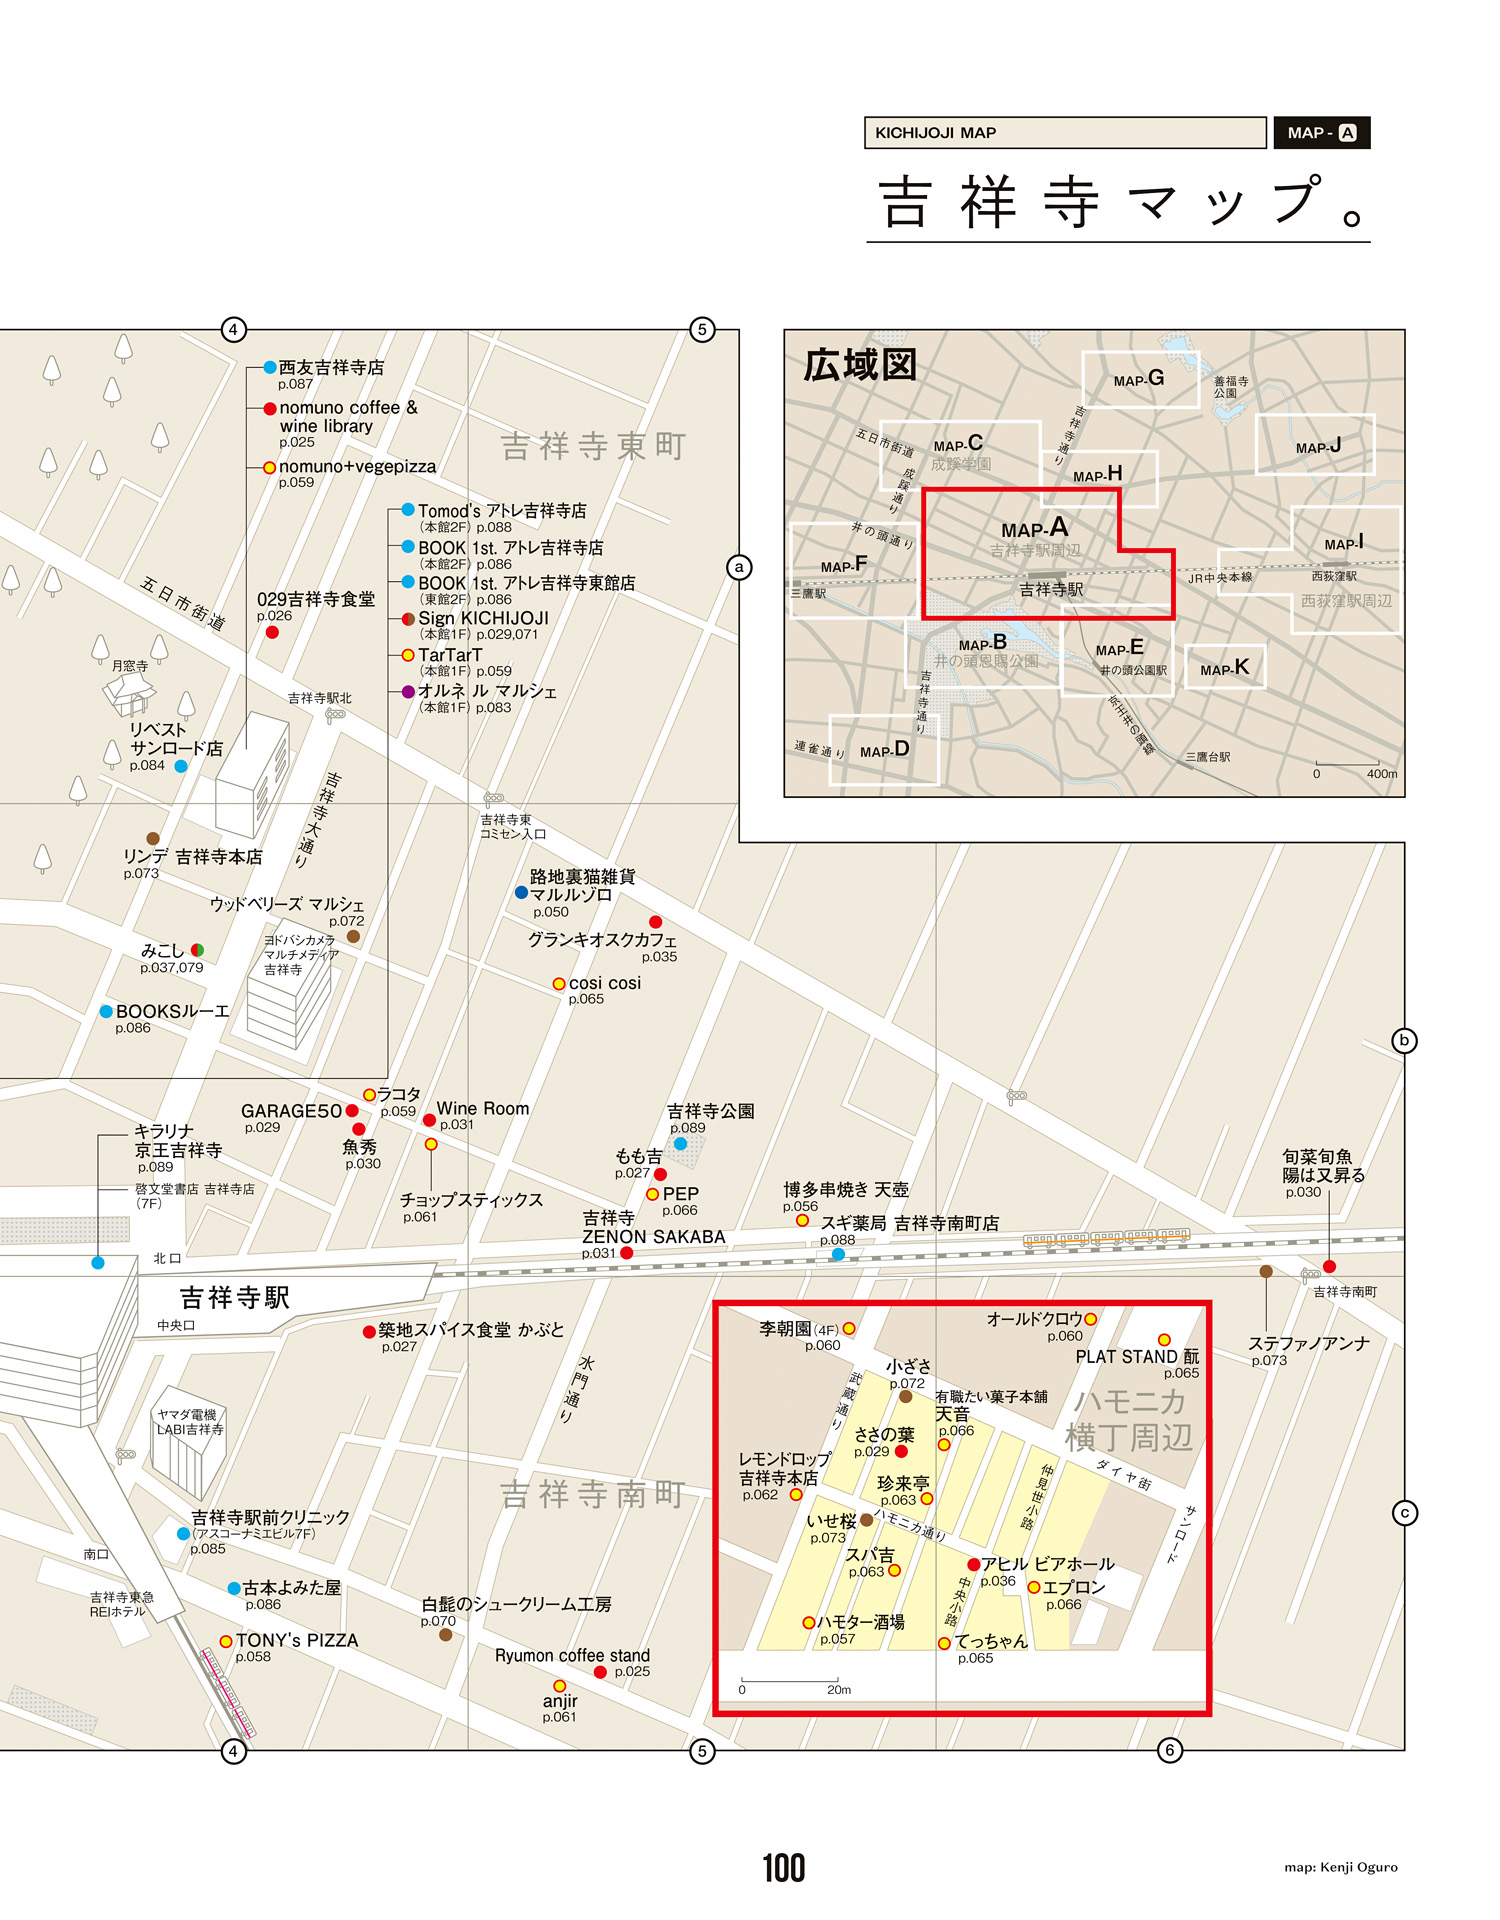 KICHIJOJI MAP
MAP - A
吉祥寺マップ。
4
5
西友吉祥寺店
p.087
nomuno coffee &
wine library
p.025
nomuno+vegepizza
p.059
吉祥寺東町
Tomod's アトレ吉祥寺店
(本館2F) p.088
BOOK 1st. アトレ吉祥寺店
(本館2F) p.086
BOOK 1st. アトレ吉祥寺東館店
(東館2F) p.086
Sign KICHIJOJI
(本館1F) p.029,071
TarTarT
(本館1F) p.059
オルネ ル マルシェ
(本館1F) p.083
a
五日市街道
029吉祥寺食堂
p.026
月窓寺
吉祥寺駅北
リベスト
サンロード店
p.084
吉祥寺大通り
吉祥寺東
コミセン入口
リンデ 吉祥寺本店
p.073
ウッドベリーズ マルシェ
p.072
路地裏猫雑貨
マルルゾロ
p.050
グランキオスクカフェ
p.035
みこし
p.037,079
ヨドバシカメラ
マルチメディア
吉祥寺
cosi cosi
p.065
BOOKSルーエ
p.086
b
ラコタ
p.059
GARAGE50
p.029
魚秀
p.030
Wine Room
p.031
チョップスティックス
p.061
キラリナ
京王吉祥寺
p.089
啓文堂書店 吉祥寺店
(7F)
吉祥寺公園
p.089
もも吉
p.027
PEP
p.066
吉祥寺
ZENON SAKABA
p.031
博多串焼き 天壺
p.056
スギ薬局 吉祥寺南町店
p.088
旬菜旬魚
陽は又昇る
p.030
吉祥寺南町
ステファノアンナ
p.073
北口
吉祥寺駅
中央口
築地スパイス食堂 かぶと
p.027
水門通り
ヤマダ電機
LABI吉祥寺
吉祥寺南町
吉祥寺駅前クリニック
(アスコーナミエビル7F)
p.085
南口
吉祥寺東急
REIホテル
古本よみた屋
p.086
TONY's PIZZA
p.058
白髭のシュークリーム工房
p.070
Ryumon coffee stand
p.025
anjir
p.061
c
4
5
6
広域図
MAP-G
善福寺
公園
吉祥寺通り
五日市街道
MAP-C
成蹊学園
成蹊通り
MAP-H
MAP-J
MAP-A
吉祥寺駅周辺
井の頭通り
MAP-F
三鷹駅
吉祥寺駅
JR中央本線
MAP-I
西荻窪駅
西荻窪駅周辺
MAP-B
井の頭恩賜公園
MAP-E
井の頭公園駅
MAP-K
吉祥寺通り
京王井の頭線
連雀通り
MAP-D
三鷹台駅
0
400m
李朝園(4F)
p.060
オールドクロウ
p.060
PLAT STAND 酛
p.065
小ざさ
p.072
武蔵通り
有職たい菓子本舗
天音
p.066
ハモニカ
横丁周辺
ささの葉
p.029
レモンドロップ
吉祥寺本店
p.062
珍来亭
p.063
仲見世小路
ダイヤ街
サンロード
いせ桜
p.073
ハモニカ通り
スパ吉
p.063
アヒル ビアホール
p.036
エプロン
p.066
中央小路
ハモター酒場
p.057
てっちゃん
p.065
0
20m
100
map: Kenji Oguro